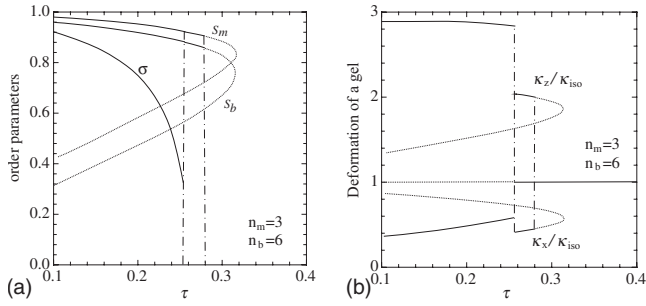 1.0
0.8
0.6
0.4
0.2
0.0
order parameters
σ
s_m
s_b
n_m=3
n_b=6
0.1
0.2
0.3
0.4
τ
(a)
3
2
1
0
Deformation of a gel
κ_z/κ_iso
n_m=3
n_b=6
κ_x/κ_iso
0.1
0.2
0.3
0.4
τ
(b)